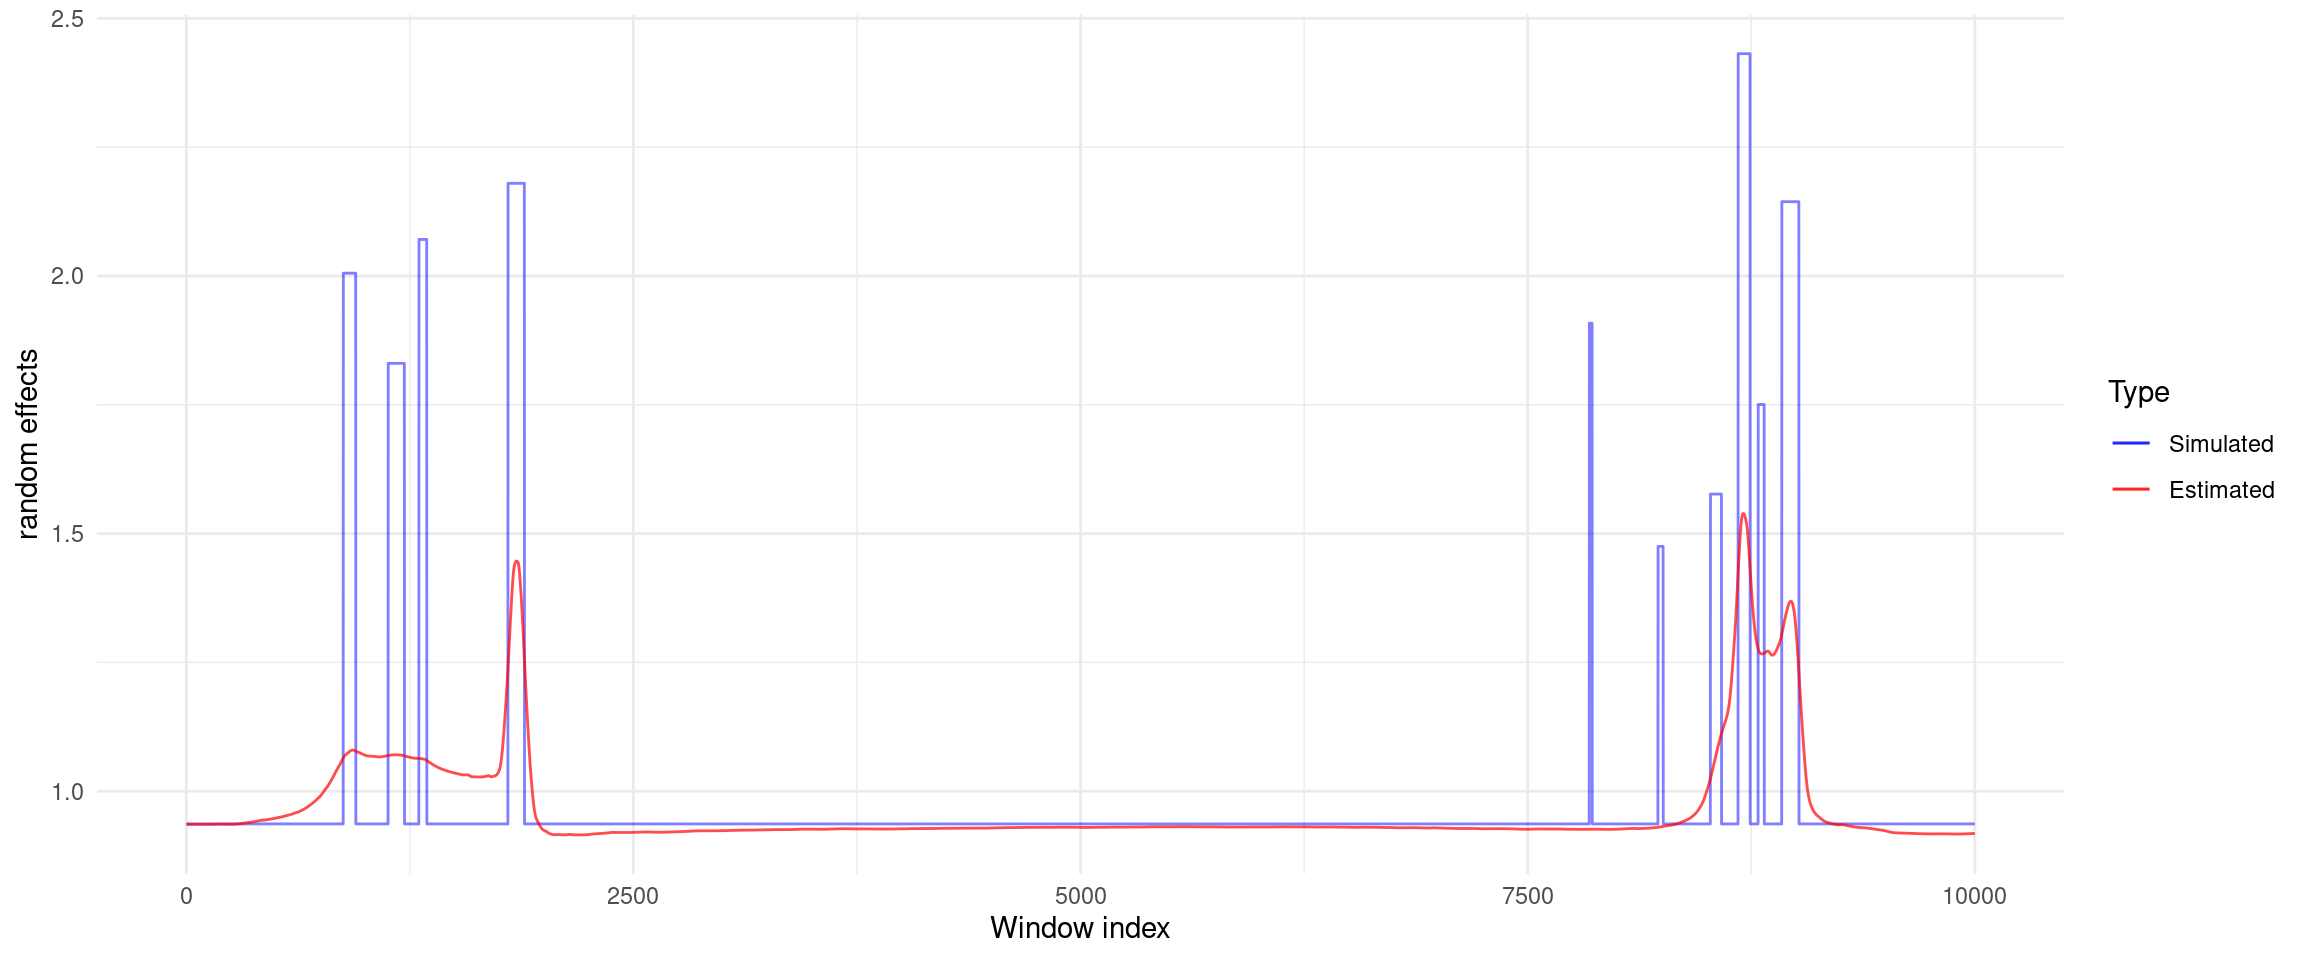 2.5
2.0
1.5
1.0
random effects
0 2500 5000 7500 10000
Window index
Type
Simulated
Estimated